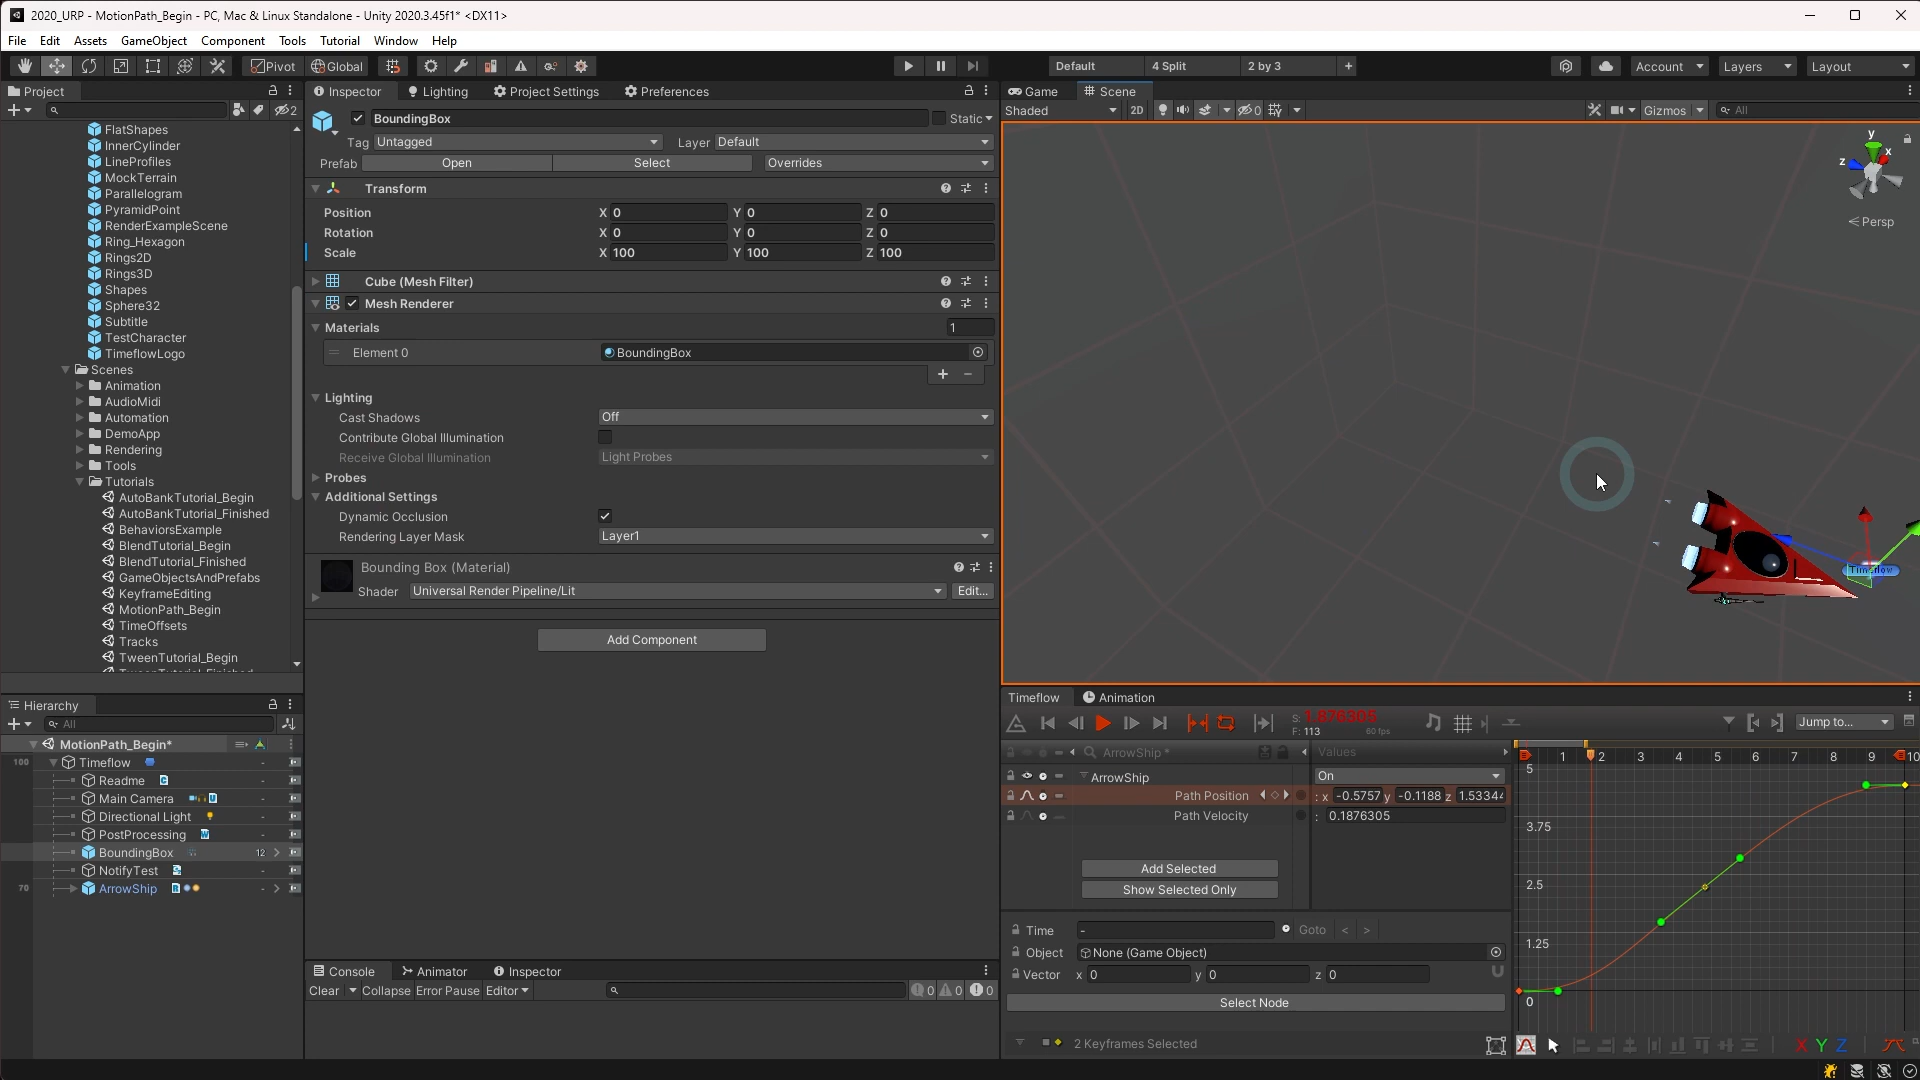 2020_URP - MotionPath_Begin - PC, Mac & Linux Standalone - Unity 2020.3.45f1* <DX11>
File Edit Assets GameObject Component Tools Tutorial Window Help
Pivot Global Default 4 Split 2 by 3 + Account Layers Layout
Project
2
FlatShapes
InnerCylinder
LineProfiles
MockTerrain
Parallelogram
PyramidPoint
RenderExampleScene
Ring_Hexagon
Rings2D
Rings3D
Shapes
Sphere32
Subtitle
TestCharacter
TimeflowLogo
Scenes
Animation
AudioMidi
Automation
DemoApp
Rendering
Tools
Tutorials
AutoBankTutorial_Begin
AutoBankTutorial_Finished
BehaviorsExample
BlendTutorial_Begin
BlendTutorial_Finished
GameObjectsAndPrefabs
KeyframeEditing
MotionPath_Begin
TimeOffsets
Tracks
TweenTutorial_Begin
Hierarchy
All
MotionPath_Begin*
100 Timeflow
Readme
Main Camera
Directional Light
PostProcessing
BoundingBox 12
NotifyTest
70 ArrowShip
Inspector Lighting Project Settings Preferences
BoundingBox Static
Tag Untagged Layer Default
Prefab Open Select Overrides
Transform
Position X 0 Y 0 Z 0
Rotation X 0 Y 0 Z 0
Scale X 100 Y 100 Z 100
Cube (Mesh Filter)
Mesh Renderer
Materials 1
Element 0 BoundingBox
+ −
Lighting
Cast Shadows Off
Contribute Global Illumination
Receive Global Illumination Light Probes
Probes
Additional Settings
Dynamic Occlusion
Rendering Layer Mask Layer1
Bounding Box (Material)
Shader Universal Render Pipeline/Lit Edit...
Add Component
Console Animator Inspector
Clear Collapse Error Pause Editor 0 0 0
Game Scene
Shaded 2D 0 Gizmos All
y
x
z
Persp
Timeflow
Timeflow Animation
S: 1.876305
F: 113 60 fps
Jump to...
ArrowShip * Values
ArrowShip On
Path Position : x -0.5757 y -0.1188 z 1.5334
Path Velocity : 0.1876305
Add Selected
Show Selected Only
Time - Goto < >
Object None (Game Object)
Vector x 0 y 0 z 0
Select Node
2 Keyframes Selected
1 2 3 4 5 6 7 8 9 10
5
3.75
2.5
1.25
0
X Y Z